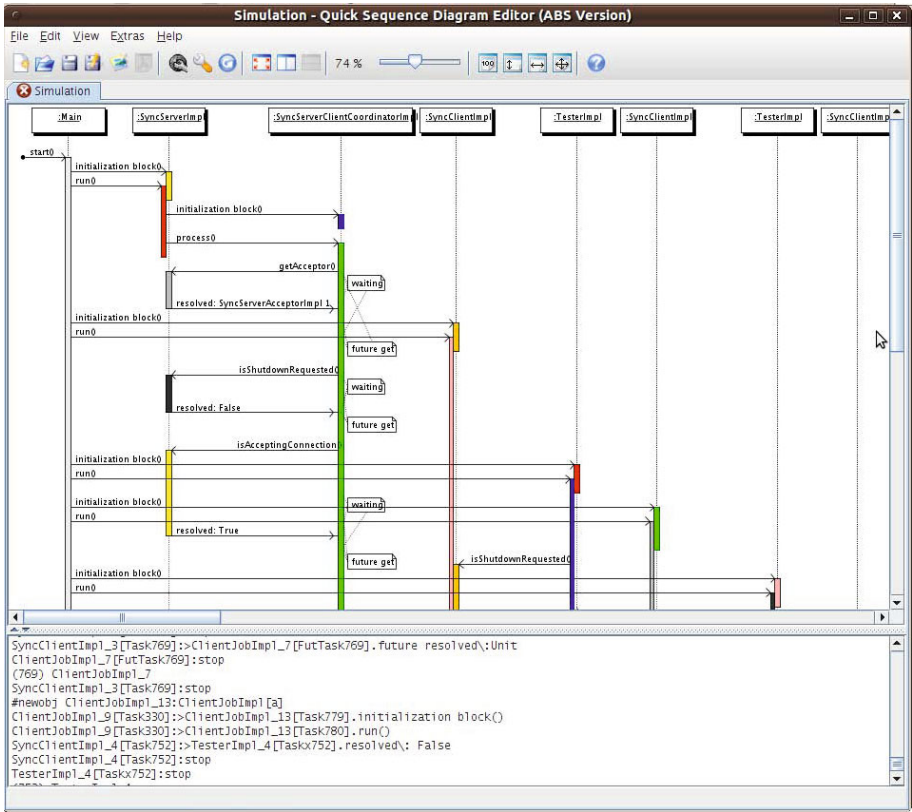 Simulation - Quick Sequence Diagram Editor (ABS Version)
File Edit View Extras Help
74 %
100
Simulation
:Main :SyncServerImpl :SyncServerClientCoordinatorImpl :SyncClientImpl :TesterImpl :SyncClientImpl :TesterImpl :SyncClientImp
start()
initialization block()
run()
initialization block()
process()
getAcceptor()
waiting
resolved: SyncServerAcceptorImpl 1
initialization block()
run()
future get
isShutdownRequested()
waiting
resolved: False
future get
isAcceptingConnection
initialization block()
run()
initialization block()
waiting
run()
resolved: True
future get
isShutdownRequested()
initialization block()
run()
SyncClientImpl_3[Task769]:>ClientJobImpl_7[FutTask769].future resolved\:Unit
ClientJobImpl_7[FutTask769]:stop
(769) ClientJobImpl_7
SyncClientImpl_3[Task769]:stop
#newobj ClientJobImpl_13:ClientJobImpl[a]
ClientJobImpl_9[Task330]:>ClientJobImpl_13[Task779].initialization block()
ClientJobImpl_9[Task330]:>ClientJobImpl_13[Task780].run()
SyncClientImpl_4[Task752]:>TesterImpl_4[Taskx752].resolved\: False
SyncClientImpl_4[Task752]:stop
TesterImpl_4[Taskx752]:stop